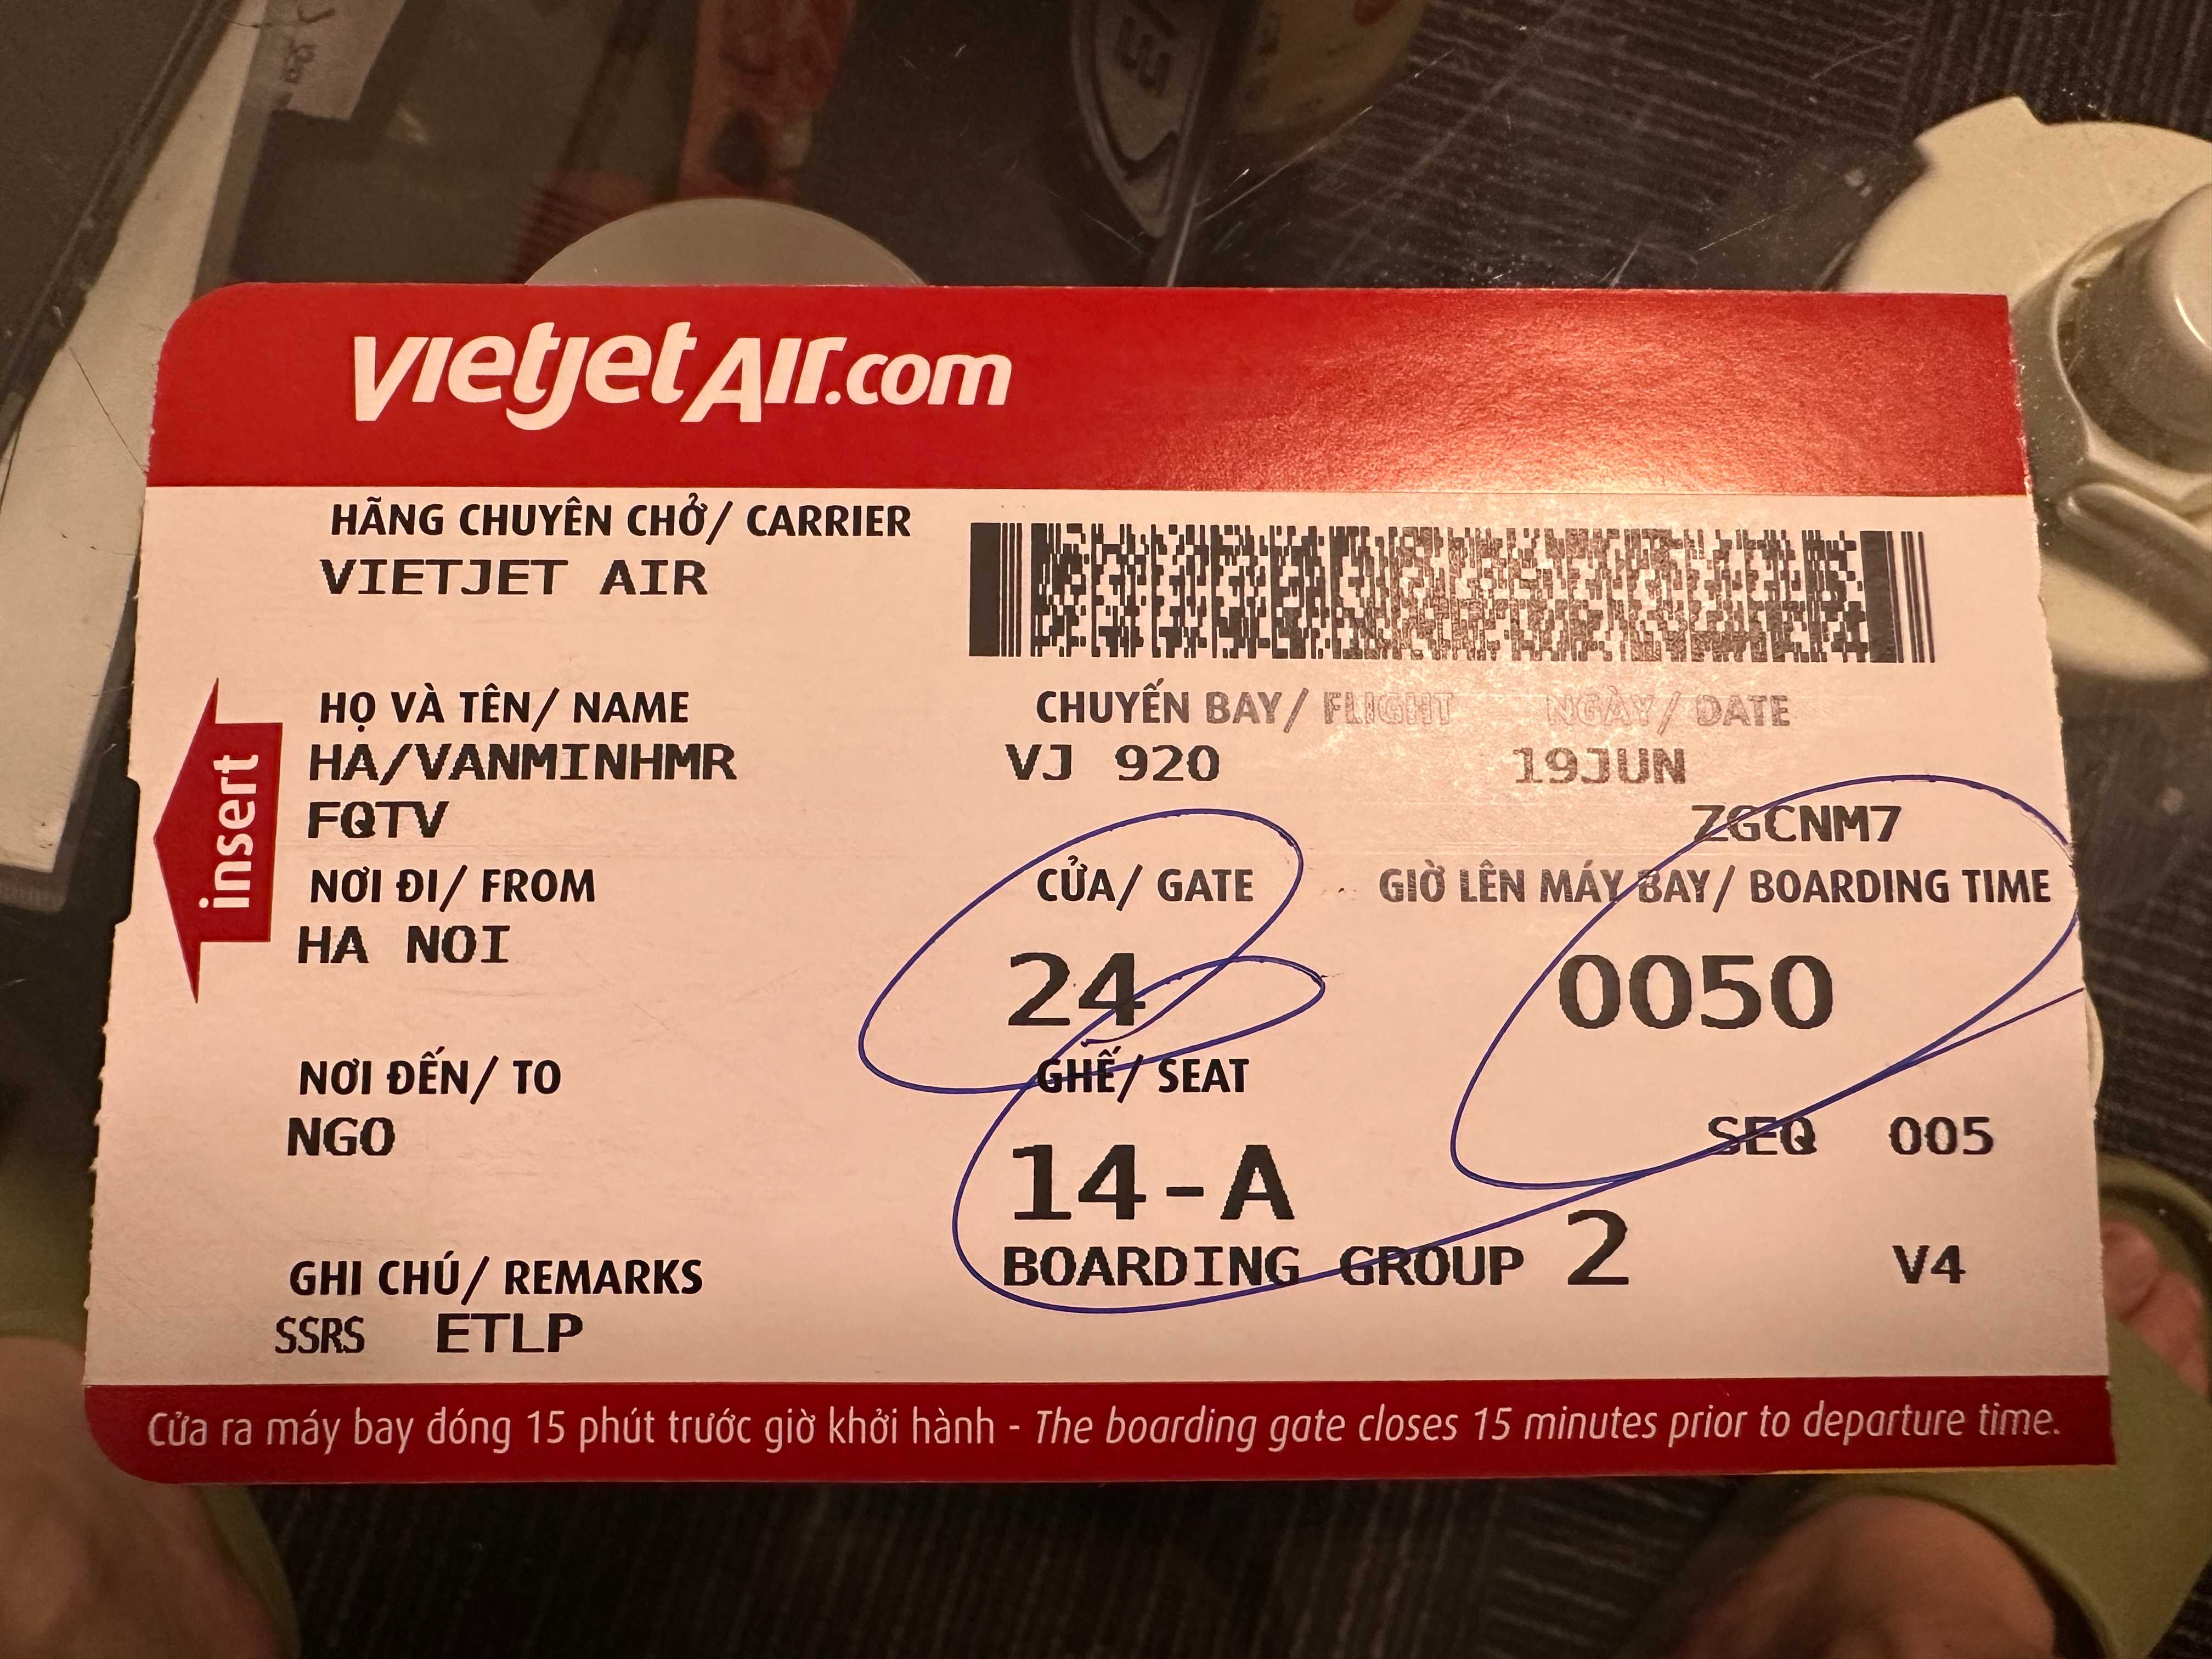 vietjetAir.com
HÃNG CHUYÊN CHỞ/ CARRIER
VIETJET AIR
HỌ VÀ TÊN/ NAME
HA/VANMINHMR
FQTV
CHUYẾN BAY/ FLIGHT NGÀY/ DATE
VJ 920 19JUN
ZGCNM7
insert
NƠI ĐI/ FROM
HA NOI
CỬA/ GATE GIỜ LÊN MÁY BAY/ BOARDING TIME
24 0050
NƠI ĐẾN/ TO
NGO
GHẾ/ SEAT
14-A
SEQ 005
BOARDING GROUP 2 V4
GHI CHÚ/ REMARKS
SSRS ETLP
Cửa ra máy bay đóng 15 phút trước giờ khởi hành - The boarding gate closes 15 minutes prior to departure time.